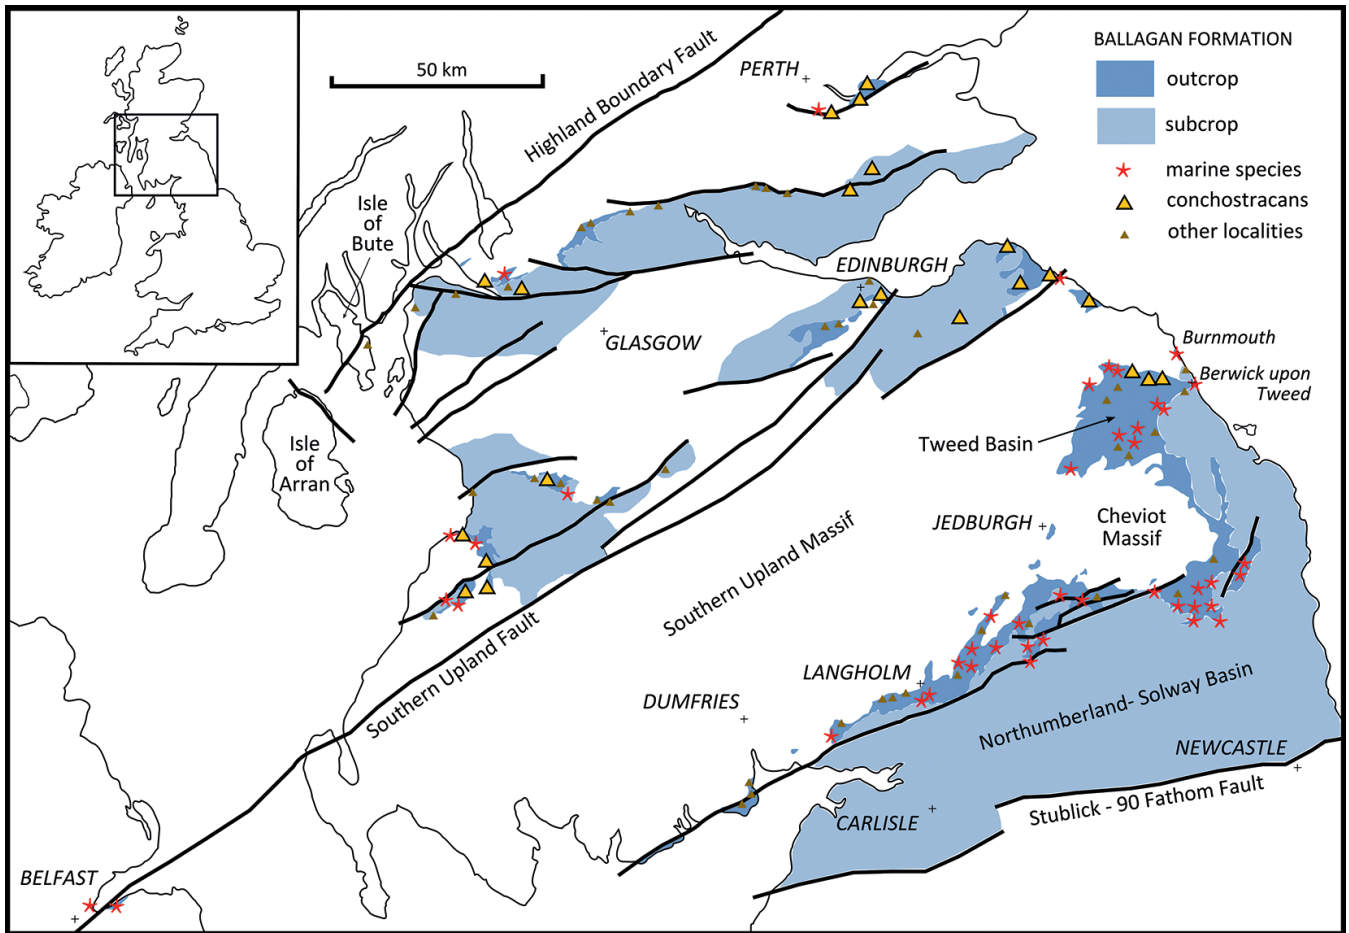 BALLAGAN FORMATION
outcrop
subcrop
marine species
conchostracans
other localities
50 km
Highland Boundary Fault
PERTH
Isle
of
Bute
EDINBURGH
GLASGOW
Burnmouth
Berwick upon
Tweed
Tweed Basin
Isle
of
Arran
JEDBURGH
Cheviot
Massif
Southern Upland Massif
Southern Upland Fault
LANGHOLM
DUMFRIES
Northumberland- Solway Basin
NEWCASTLE
Stublick - 90 Fathom Fault
CARLISLE
BELFAST